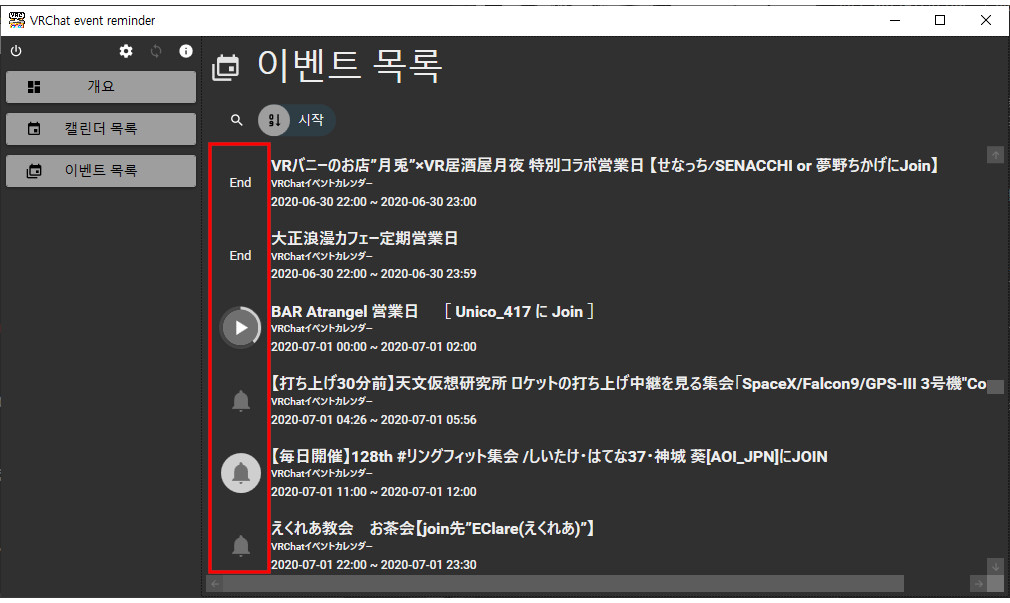 VRChat event reminder
개요
캘린더 목록
이벤트 목록
이벤트 목록
시작
End
VRバニーのお店”月兎”×VR居酒屋月夜 特別コラボ営業日【せなっち/SENACCHI or 夢野ちかげにJoin】
VRChatイベントカレンダー
2020-06-30 22:00 ~ 2020-06-30 23:00
End
大正浪漫カフェー定期営業日
VRChatイベントカレンダー
2020-06-30 22:00 ~ 2020-06-30 23:59
BAR Atrangel 営業日　［ Unico_417 に Join ］
VRChatイベントカレンダー
2020-07-01 00:00 ~ 2020-07-01 02:00
【打ち上げ30分前】天文仮想研究所 ロケットの打ち上げ中継を見る集会「SpaceX/Falcon9/GPS-III 3号機"Co
VRChatイベントカレンダー
2020-07-01 04:26 ~ 2020-07-01 05:56
【毎日開催】128th #リングフィット集会 /しいたけ・はてな37・神城 葵[AOI_JPN]にJOIN
VRChatイベントカレンダー
2020-07-01 11:00 ~ 2020-07-01 12:00
えくれあ教会　お茶会【join先”EClare(えくれあ)”】
VRChatイベントカレンダー
2020-07-01 22:00 ~ 2020-07-01 23:30